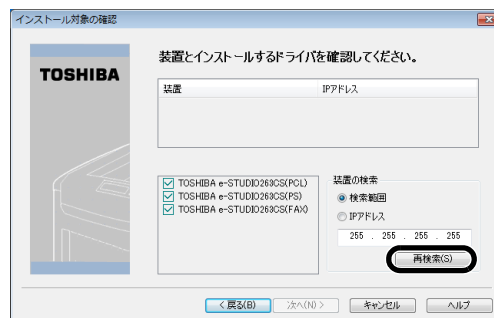 インストール対象の確認
TOSHIBA
装置とインストールするドライバを確認してください。
装置 IPアドレス
TOSHIBA e-STUDIO263CS(PCL)
TOSHIBA e-STUDIO263CS(PS)
TOSHIBA e-STUDIO263CS(FAX)
装置の検索
検索範囲
IPアドレス
255 . 255 . 255 . 255
再検索(S)
< 戻る(B) 次へ(N) > キャンセル ヘルプ